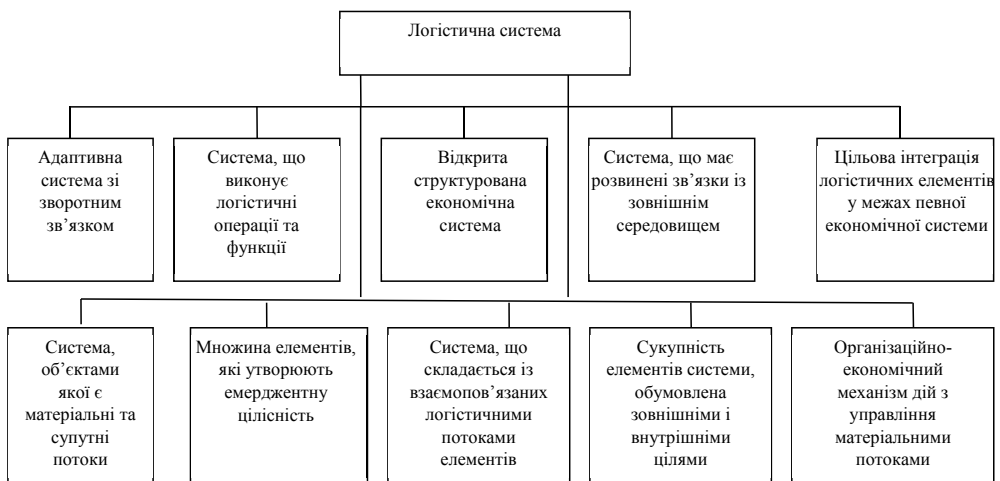 Логістична система
Адаптивна
система зі
зворотним
зв’язком
Система, що
виконує
логістичні
операції та
функції
Відкрита
структурована
економічна
система
Система, що має
розвинені зв’язки із
зовнішнім
середовищем
Цільова інтеграція
логістичних елементів
у межах певної
економічної системи
Система,
об’єктами
якої є
матеріальні та
супутні
потоки
Множина елементів,
які утворюють
емерджентну
цілісність
Система, що
складається із
взаємопов’язаних
логістичними
потоками
елементів
Сукупність
елементів системи,
обумовлена
зовнішніми і
внутрішніми
цілями
Організаційно-
економічний
механізм дій з
управління
матеріальними
потоками